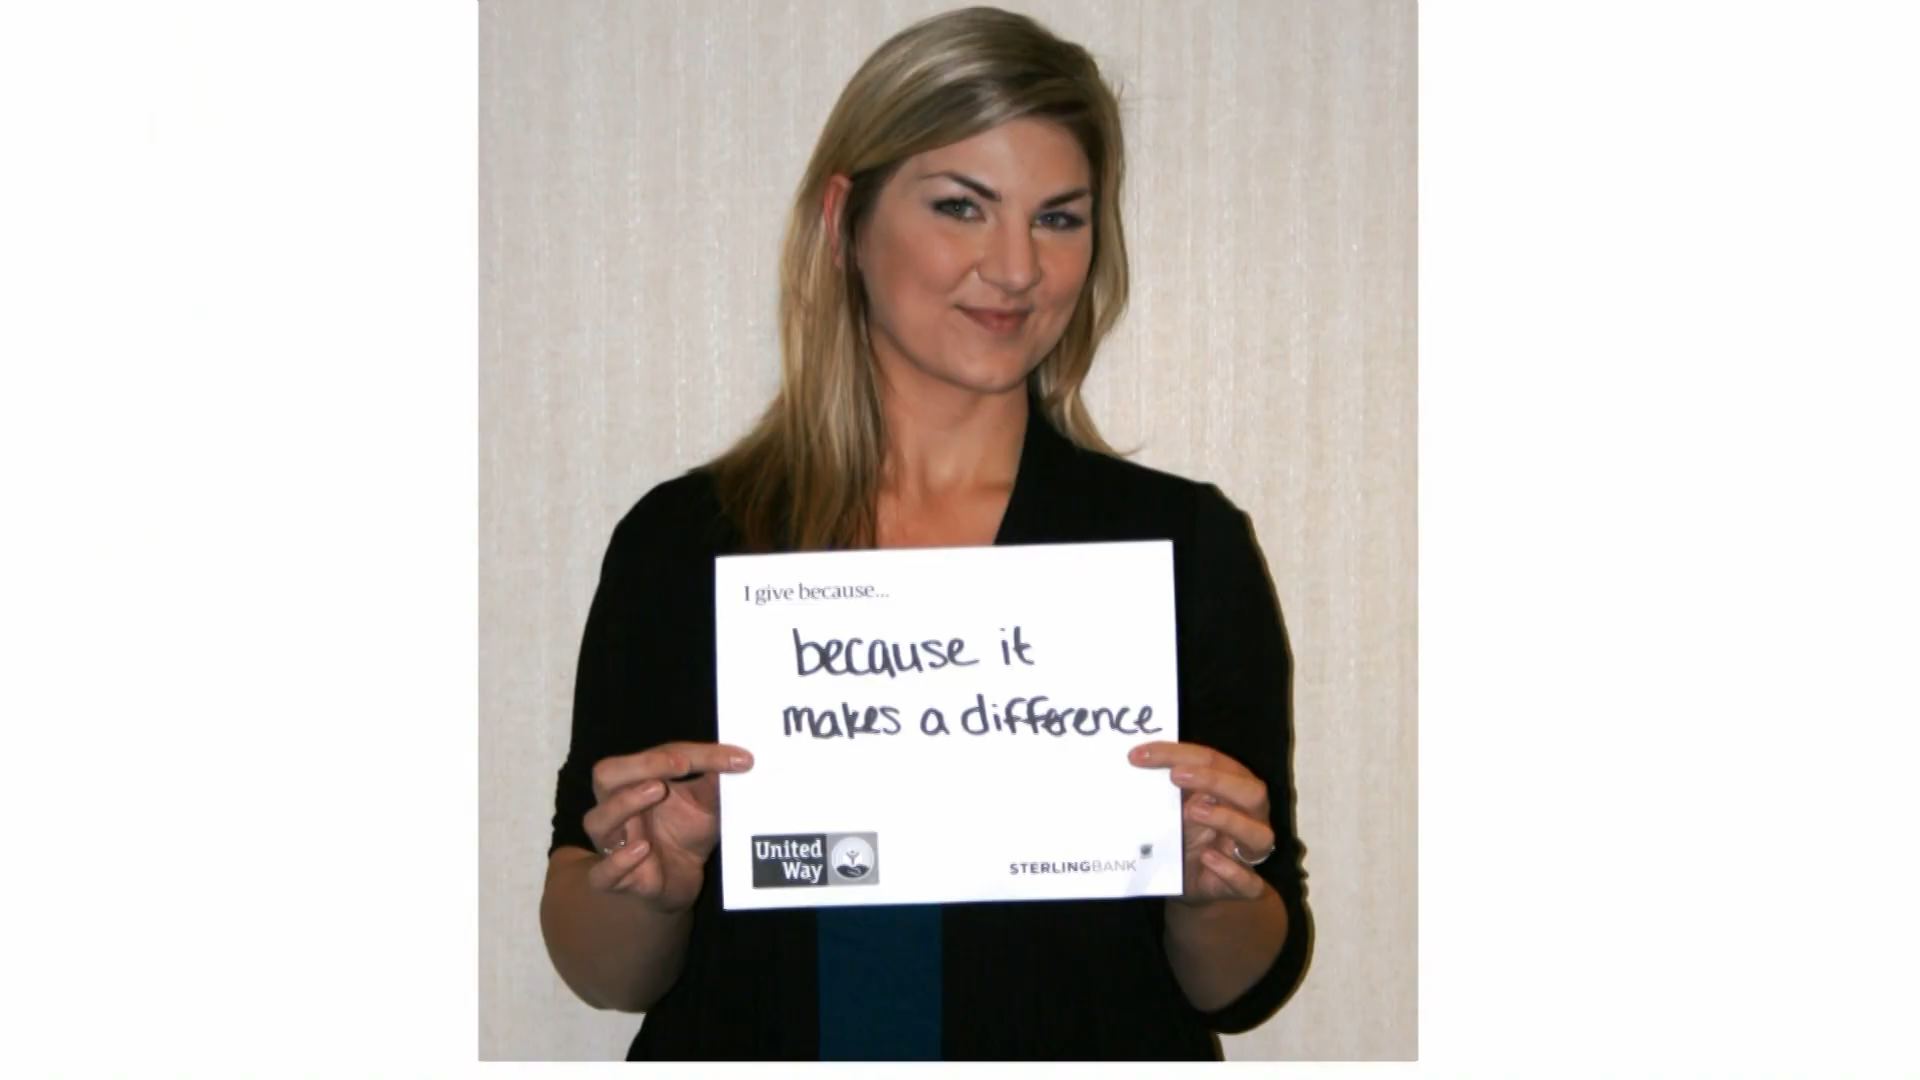 I give because...
because it
makes a difference
United
Way
STERLINGBANK